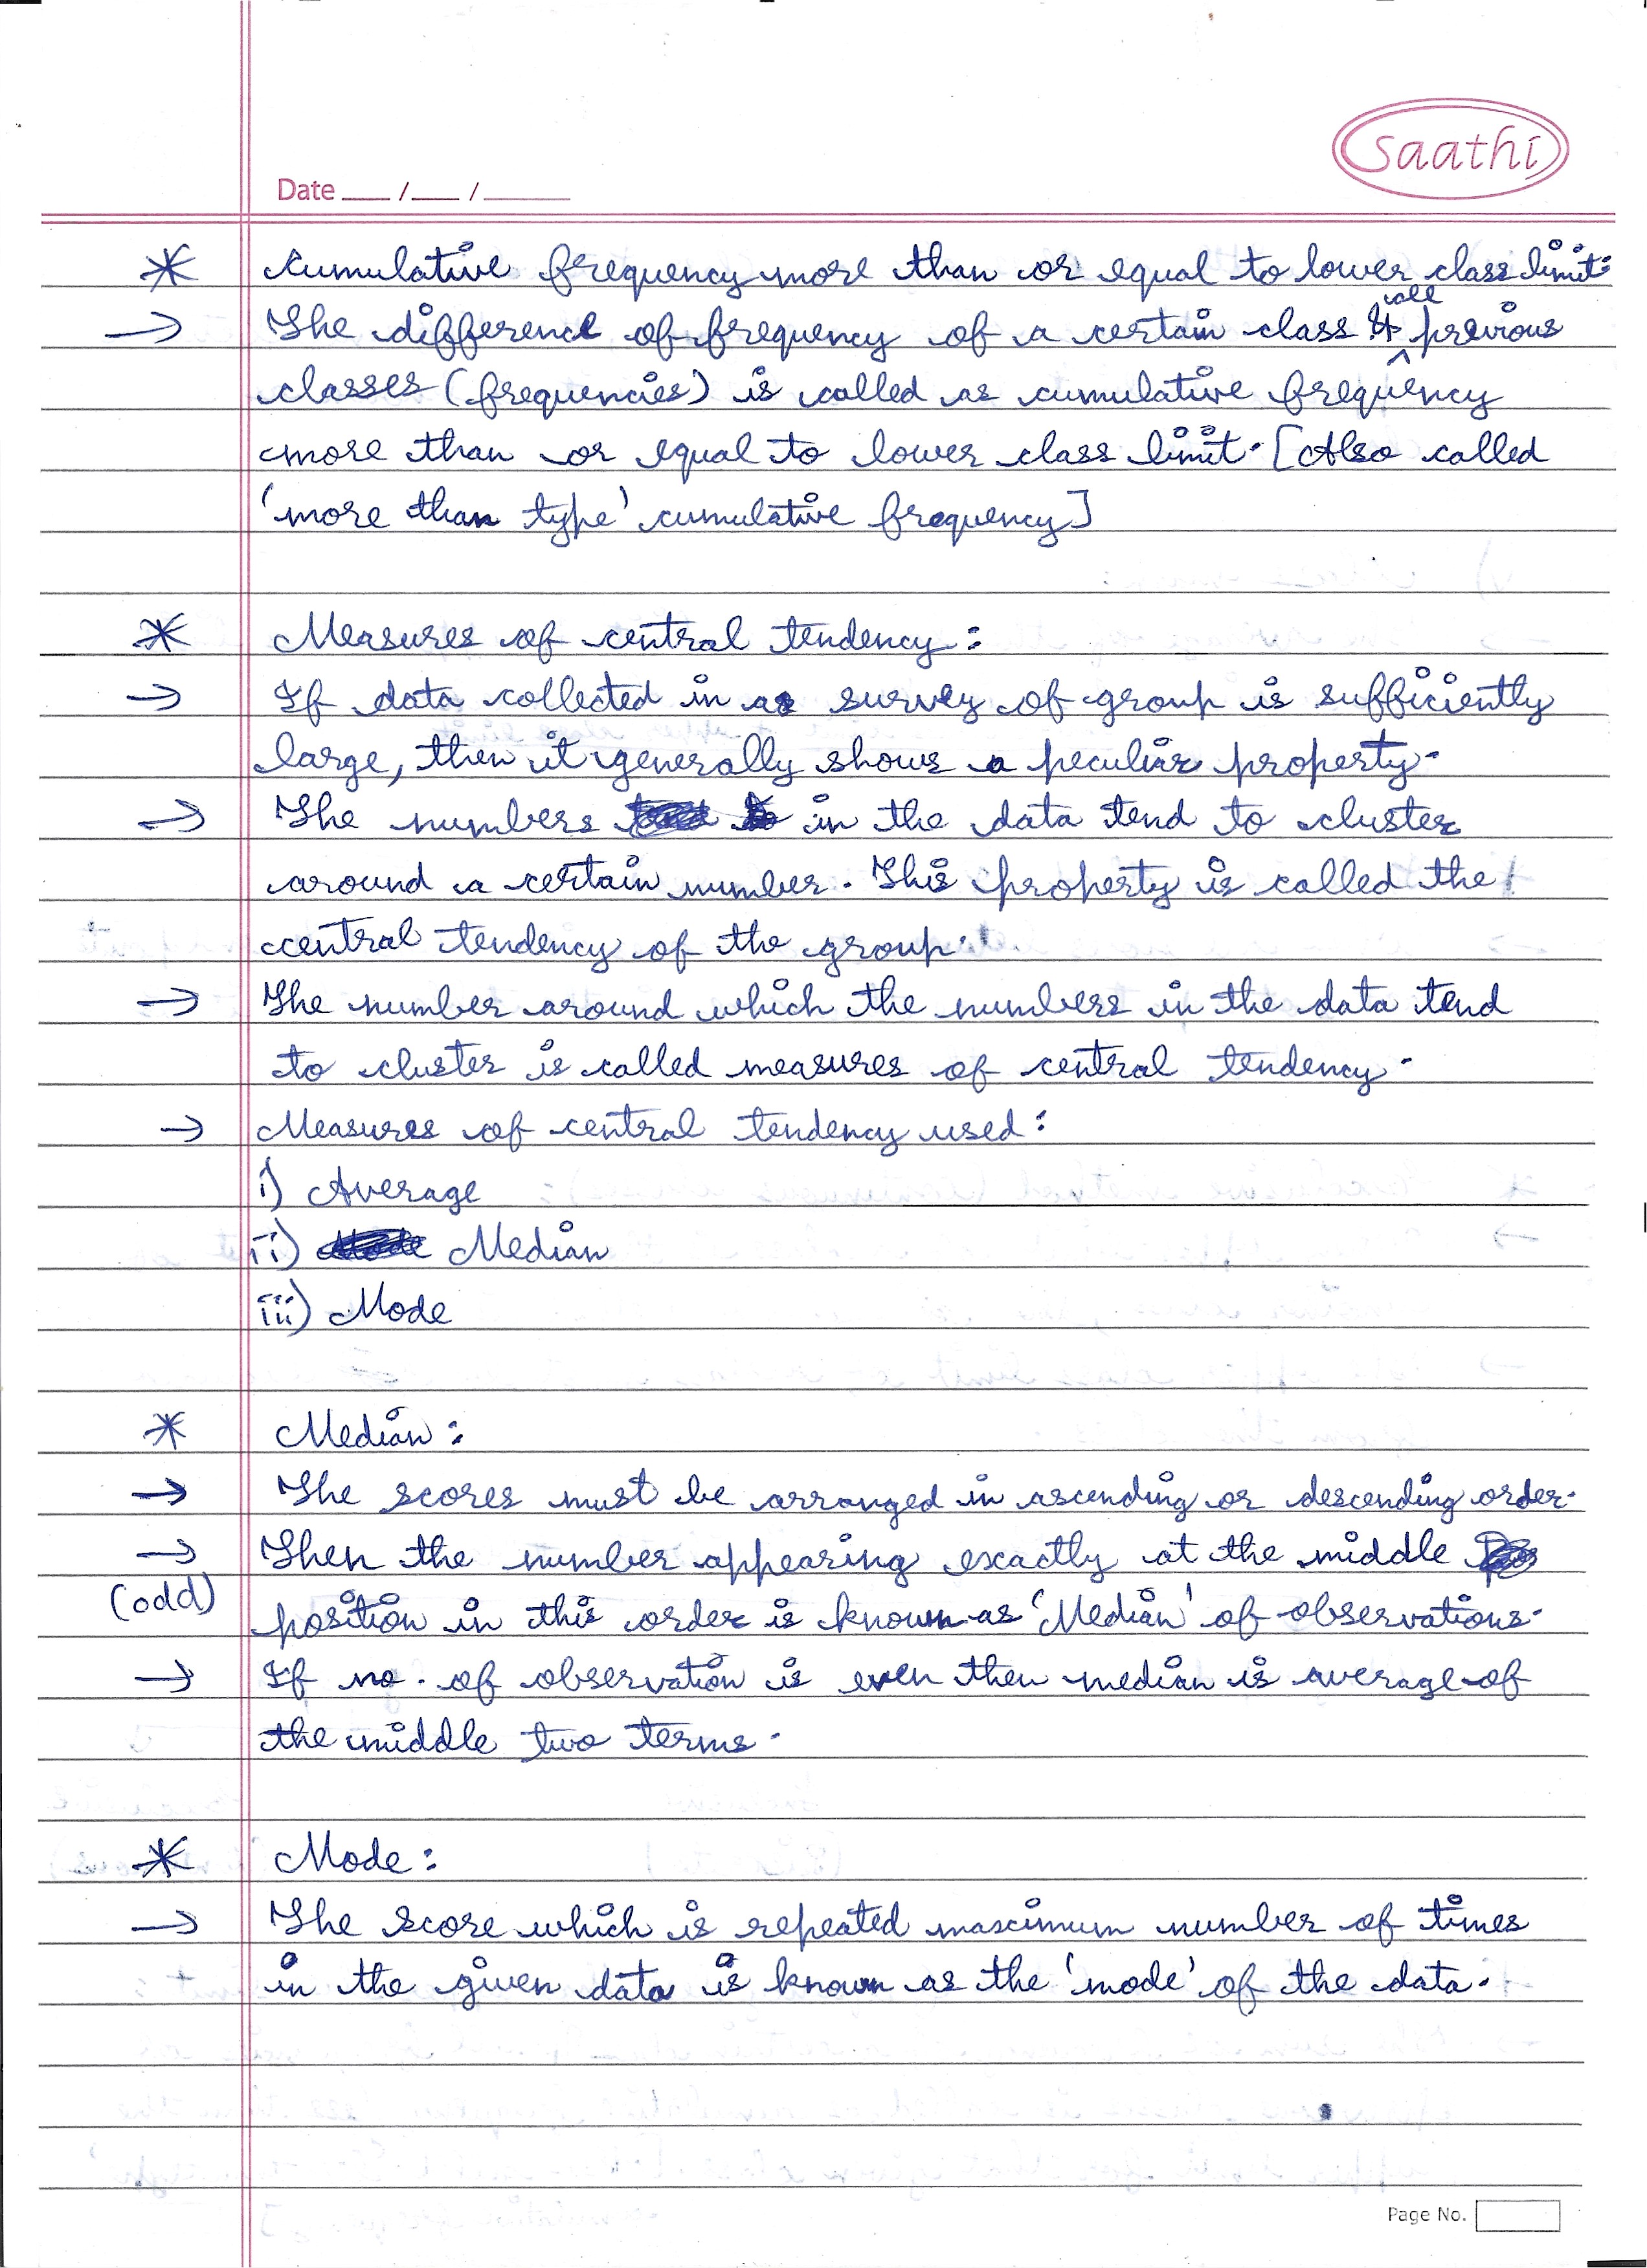 saathi
Date ___ /___ /_____
* Cumulative frequency more than or equal to lower class limit:
→ The difference of frequency of a certain class & all previous
classes (frequencies) is called as cumulative frequency
more than or equal to lower class limit. [Also called
'more than type' cumulative frequency]
* Measures of central tendency:
→ If data collected in a survey of group is sufficiently
large, then it generally shows a peculiar property.
→ The numbers in the data tend to cluster
around a certain number. This property is called the
central tendency of the group.
→ The number around which the numbers in the data tend
to cluster is called measures of central tendency.
→ Measures of central tendency used:
i) Average
ii) Median
iii) Mode
* Median:
→ The scores must be arranged in ascending or descending order.
→ Then the number appearing exactly at the middle
(odd) position in this order is known as 'Median' of observations.
→ If no. of observation is even then median is average of
the middle two terms.
* Mode:
→ The score which is repeated maximum number of times
in the given data is known as the 'mode' of the data.
Page No.